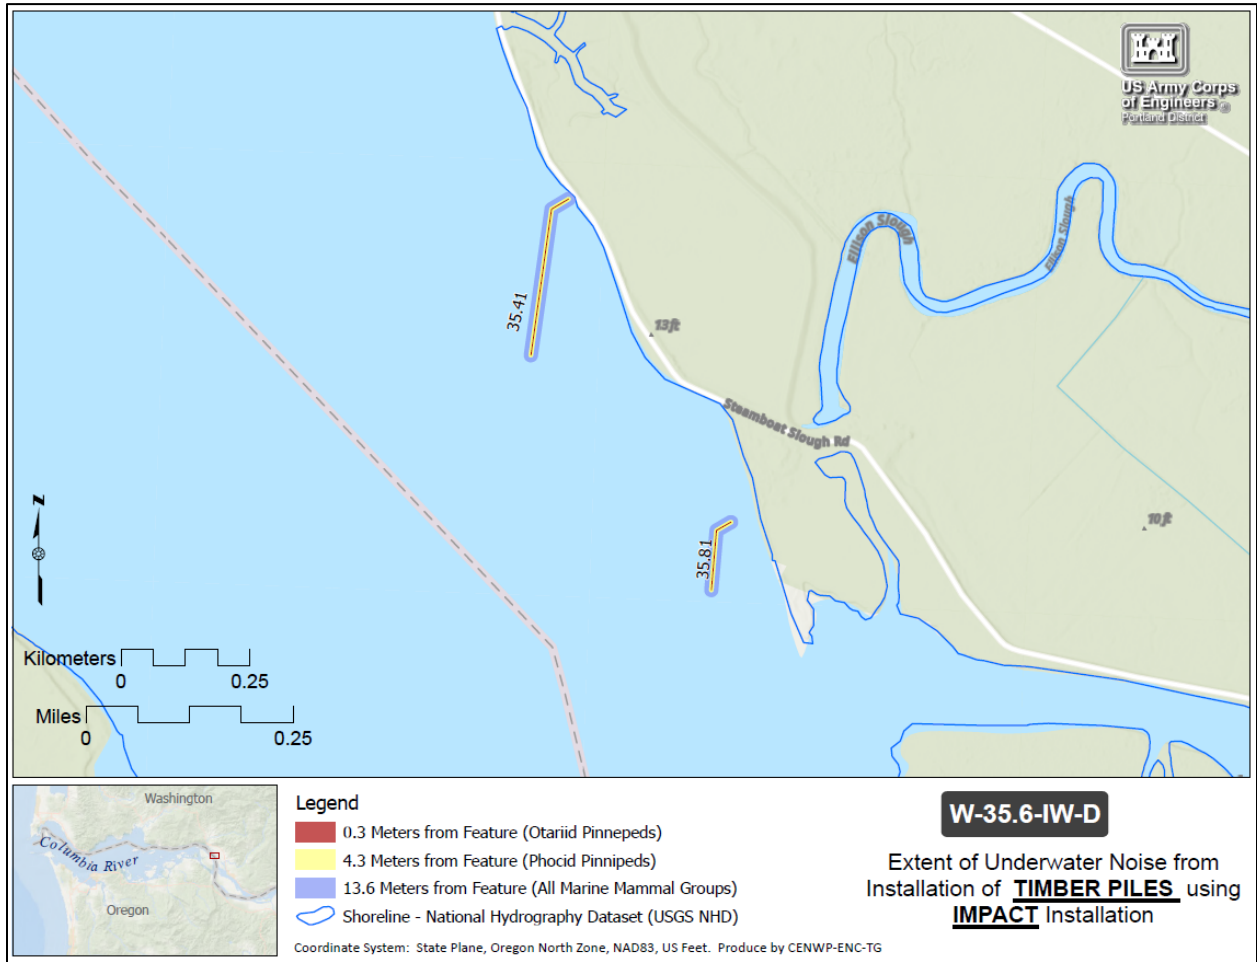 US Army Corps
of Engineers ®
Portland District
Ellison Slough
Ellison Slough
35.41
13ft
Steamboat Slough Rd
10ft
35.81
N
Kilometers
0 0.25
Miles
0 0.25
Washington
Columbia River
Oregon
Legend
0.3 Meters from Feature (Otariid Pinnepeds)
4.3 Meters from Feature (Phocid Pinnipeds)
13.6 Meters from Feature (All Marine Mammal Groups)
Shoreline - National Hydrography Dataset (USGS NHD)
Coordinate System: State Plane, Oregon North Zone, NAD83, US Feet. Produce by CENWP-ENC-TG
W-35.6-IW-D
Extent of Underwater Noise from
Installation of TIMBER PILES using
IMPACT Installation